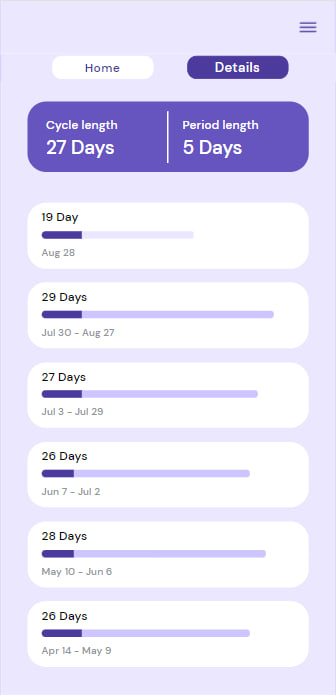 Home
Details
Cycle length
Period length
27 Days
5 Days
19 Day
Aug 28
29 Days
Jul 30 - Aug 27
27 Days
Jul 3 - Jul 29
26 Days
Jun 7 - Jul 2
28 Days
May 10 - Jun 6
26 Days
Apr 14 - May 9